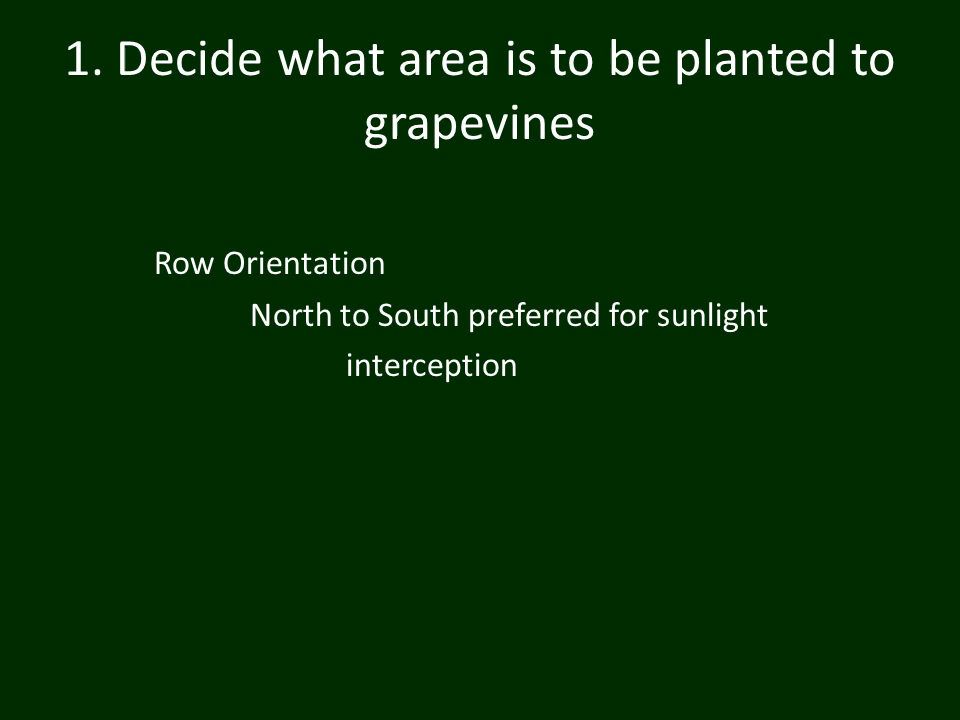 1. Decide what area is to be planted to
grapevines
Row Orientation
North to South preferred for sunlight
interception